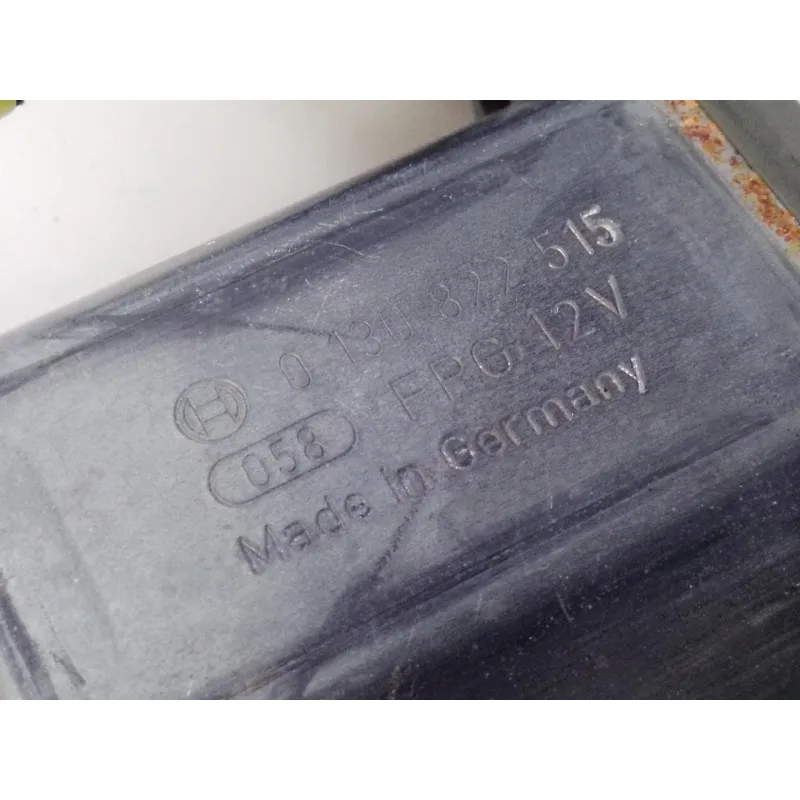 0 130 822 515
058 FPG 12V
Made in Germany